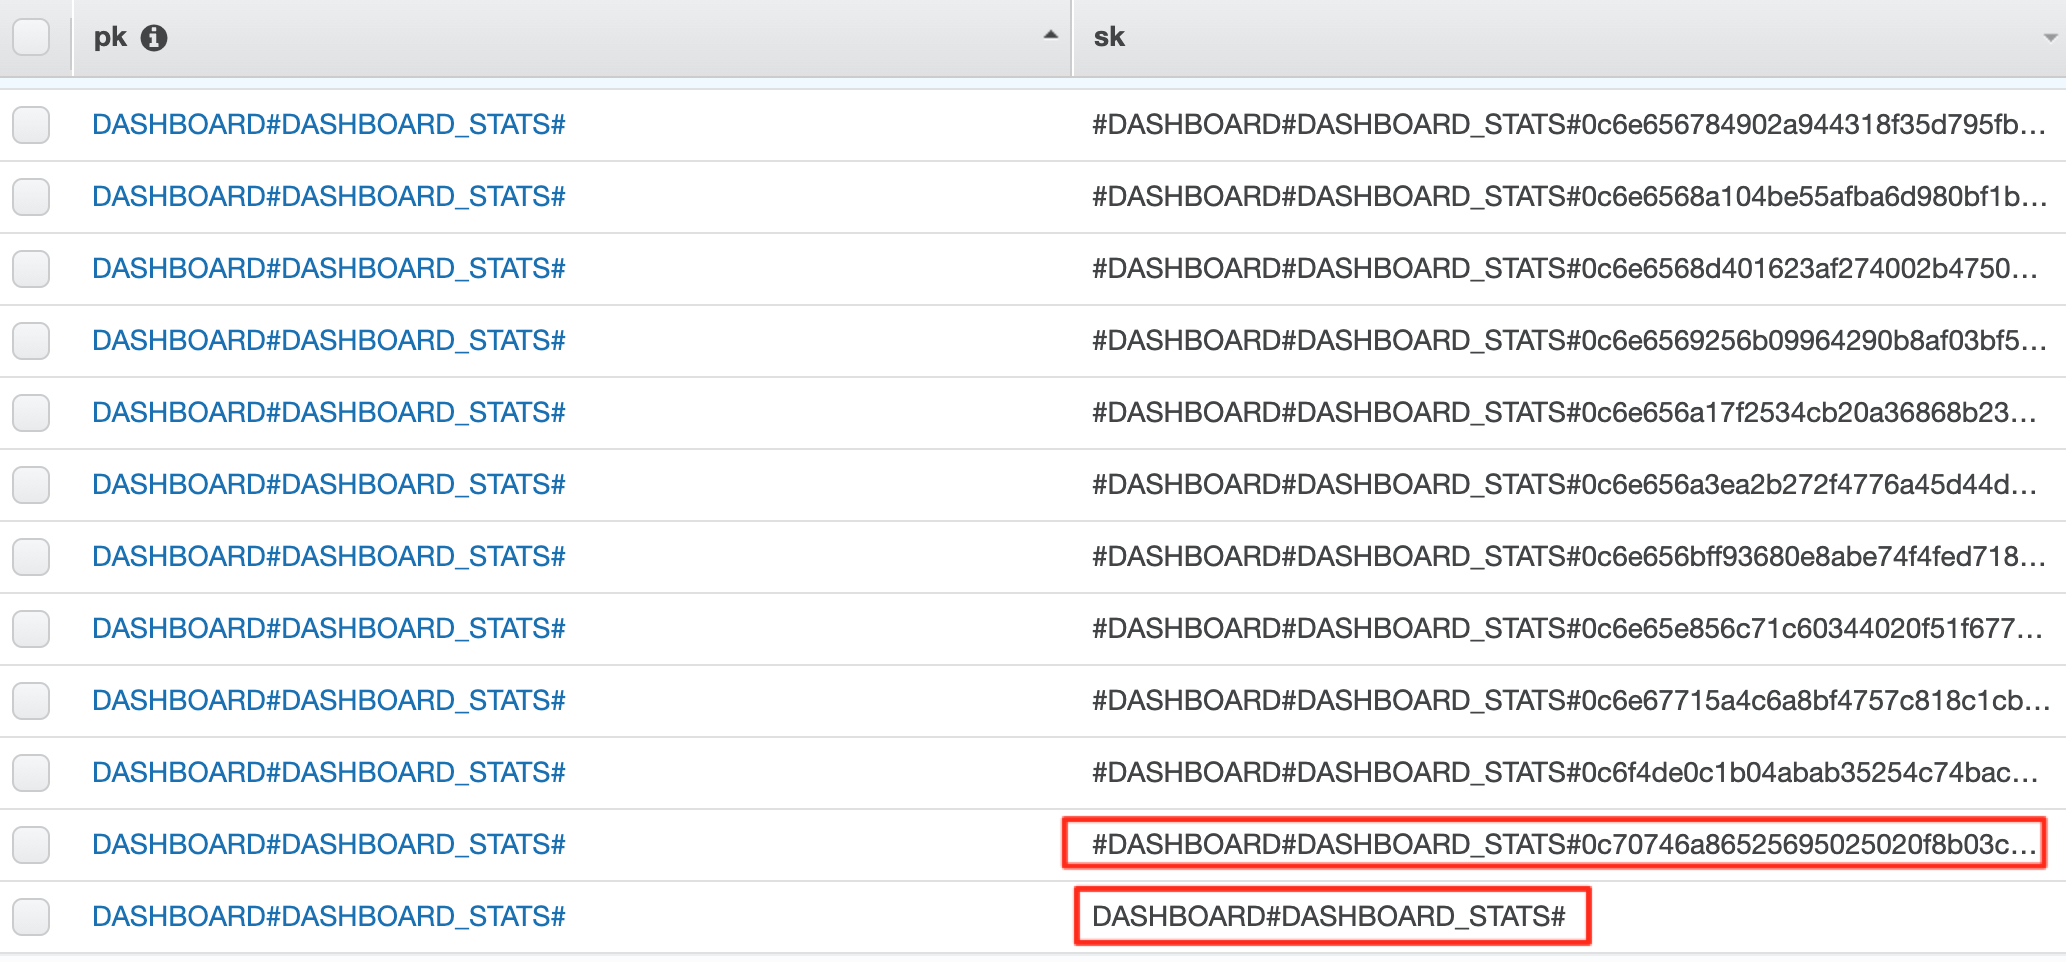 pk sk
DASHBOARD#DASHBOARD_STATS# #DASHBOARD#DASHBOARD_STATS#0c6e656784902a944318f35d795fb...
DASHBOARD#DASHBOARD_STATS# #DASHBOARD#DASHBOARD_STATS#0c6e6568a104be55afba6d980bf1b...
DASHBOARD#DASHBOARD_STATS# #DASHBOARD#DASHBOARD_STATS#0c6e6568d401623af274002b4750...
DASHBOARD#DASHBOARD_STATS# #DASHBOARD#DASHBOARD_STATS#0c6e6569256b09964290b8af03bf5...
DASHBOARD#DASHBOARD_STATS# #DASHBOARD#DASHBOARD_STATS#0c6e656a17f2534cb20a36868b23...
DASHBOARD#DASHBOARD_STATS# #DASHBOARD#DASHBOARD_STATS#0c6e656a3ea2b272f4776a45d44d...
DASHBOARD#DASHBOARD_STATS# #DASHBOARD#DASHBOARD_STATS#0c6e656bff93680e8abe74f4fed718...
DASHBOARD#DASHBOARD_STATS# #DASHBOARD#DASHBOARD_STATS#0c6e65e856c71c60344020f51f677...
DASHBOARD#DASHBOARD_STATS# #DASHBOARD#DASHBOARD_STATS#0c6e67715a4c6a8bf4757c818c1cb...
DASHBOARD#DASHBOARD_STATS# #DASHBOARD#DASHBOARD_STATS#0c6f4de0c1b04abab35254c74bac...
DASHBOARD#DASHBOARD_STATS# #DASHBOARD#DASHBOARD_STATS#0c70746a86525695025020f8b03c...
DASHBOARD#DASHBOARD_STATS# DASHBOARD#DASHBOARD_STATS#